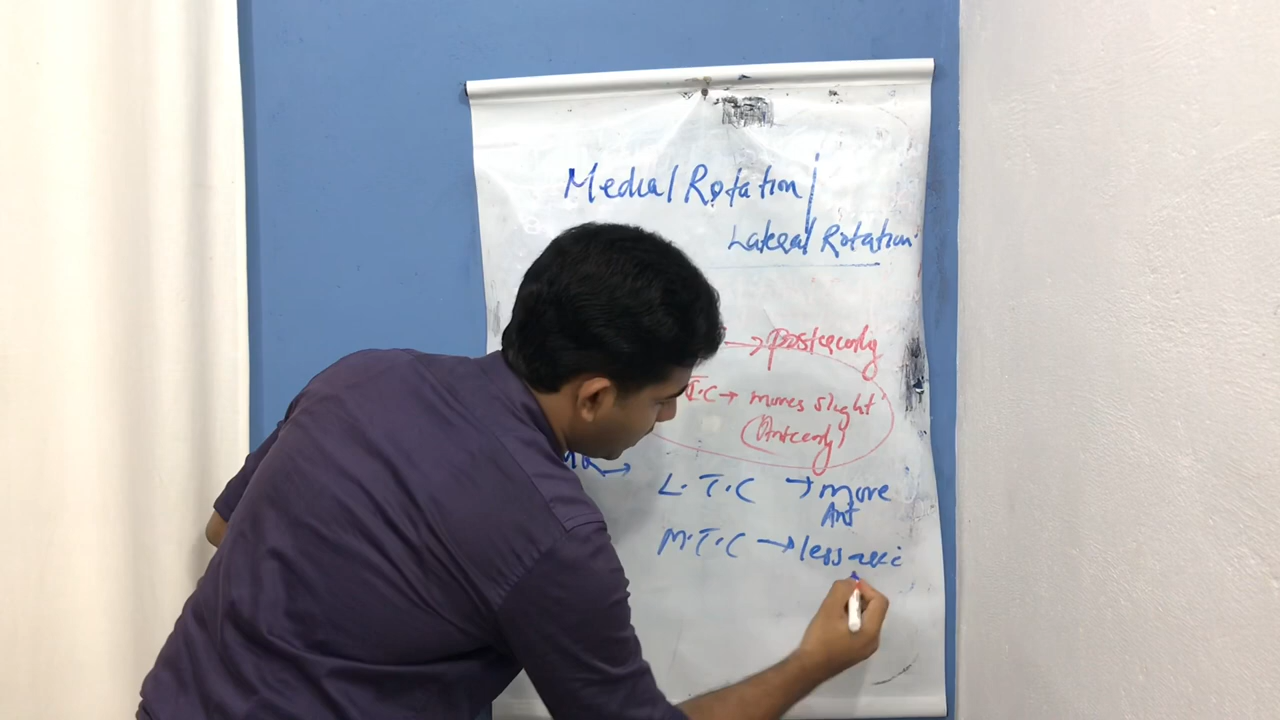 Medial Rotation/
Lateral Rotation
→ posteriorly
T.C → moves slight
(Anteriorly)
→ L.T.C → more
Ant
M.T.C → less